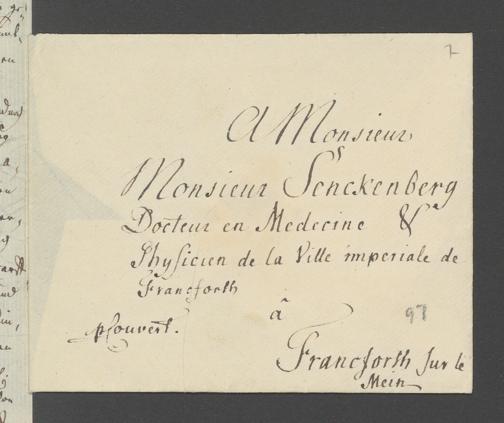 7
A Monsieur
Monsieur Senckenberg
Docteur en Medecine &c
Physicien de la Ville imperiale de
Francforth
à
97
p Couvert.
Francforth sur le
Mein